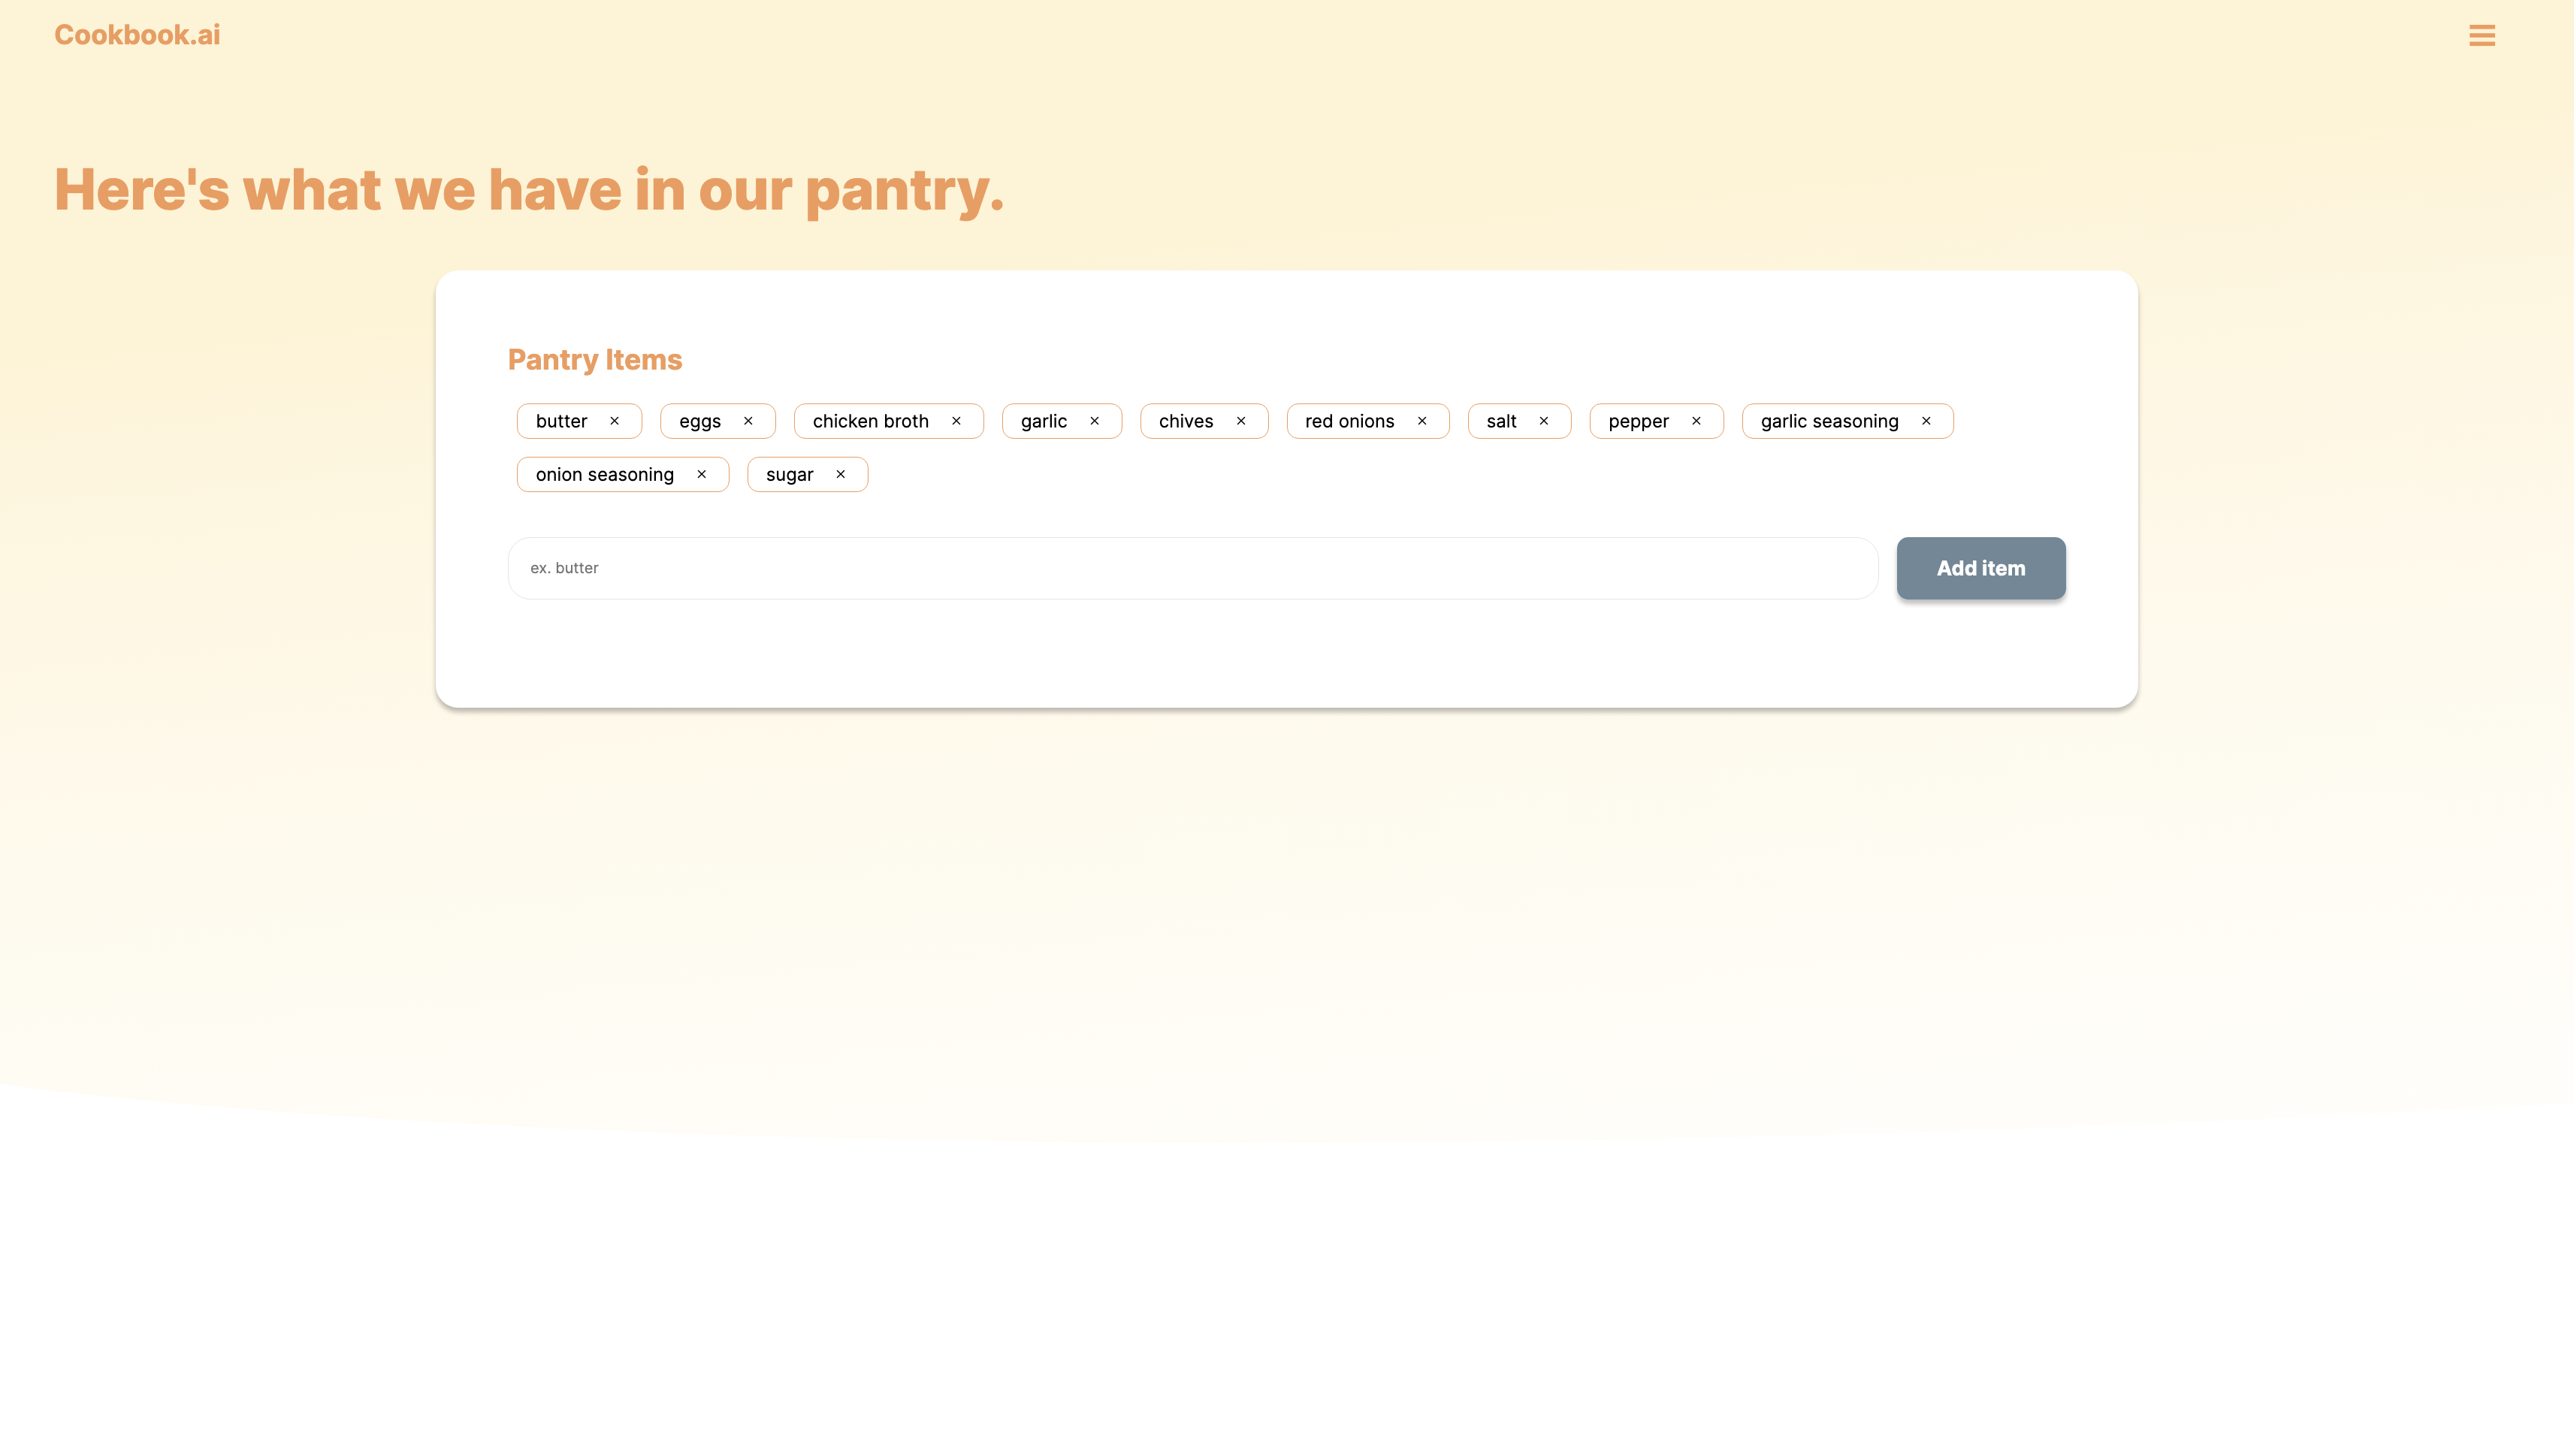 Cookbook.ai
Here's what we have in our pantry.
Pantry Items
butter × eggs × chicken broth × garlic × chives × red onions × salt × pepper × garlic seasoning ×
onion seasoning × sugar ×
ex. butter Add item